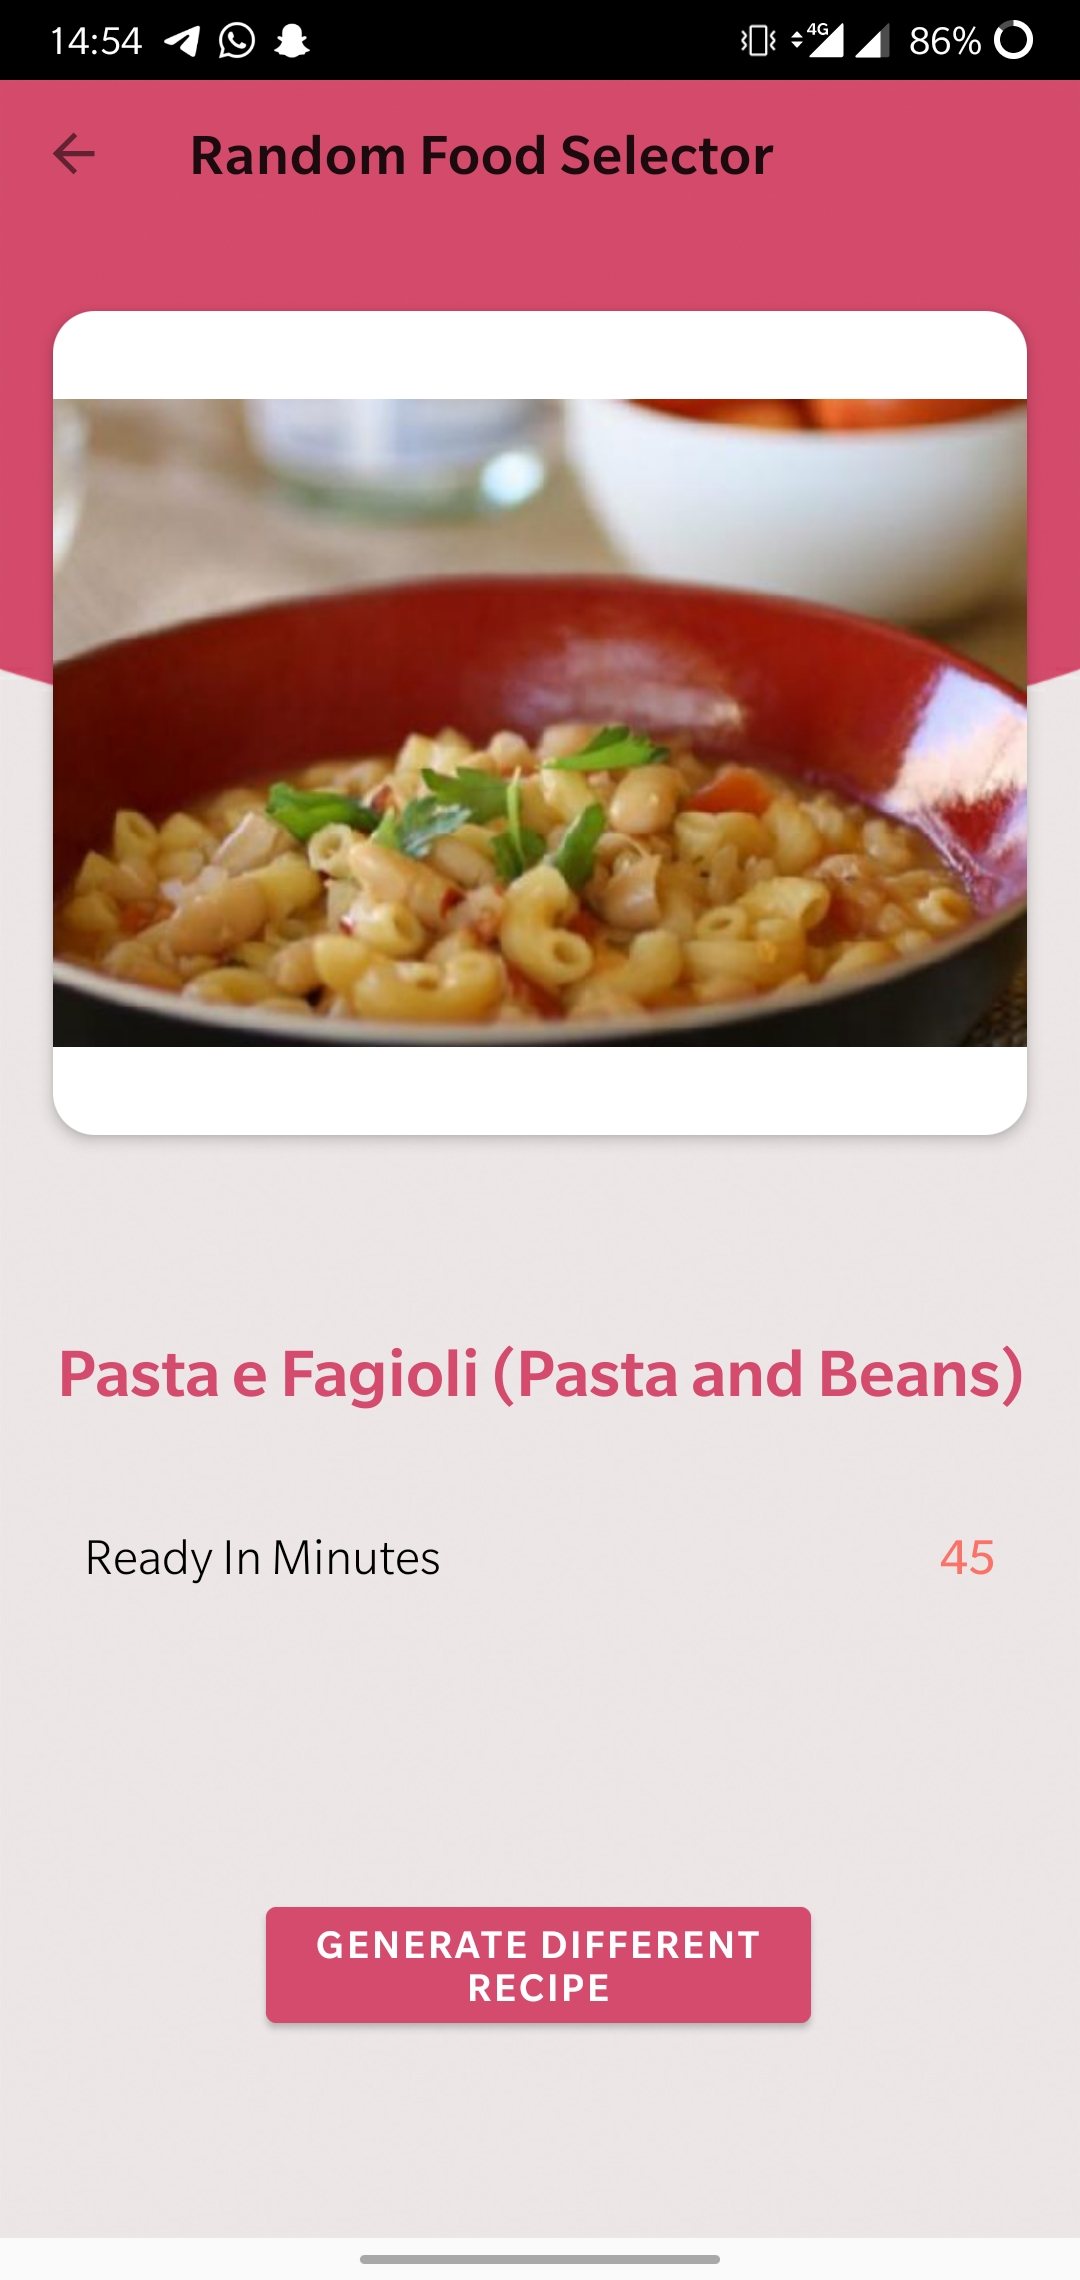 14:54
4G
86%
Random Food Selector
Pasta e Fagioli (Pasta and Beans)
Ready In Minutes 45
GENERATE DIFFERENT
RECIPE